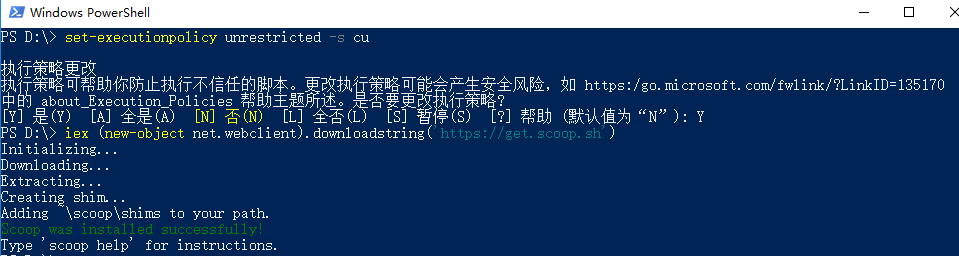 Windows PowerShell
PS D:\> set-executionpolicy unrestricted -s cu
执行策略更改
执行策略可帮助你防止执行不信任的脚本。更改执行策略可能会产生安全风险，如 https:/go.microsoft.com/fwlink/?LinkID=135170
中的 about_Execution_Policies 帮助主题所述。是否要更改执行策略?
[Y] 是(Y)  [A] 全是(A)  [N] 否(N)  [L] 全否(L)  [S] 暂停(S)  [?] 帮助 (默认值为“N”): Y
PS D:\> iex (new-object net.webclient).downloadstring('https://get.scoop.sh')
Initializing...
Downloading...
Extracting...
Creating shim...
Adding ~\scoop\shims to your path.
Scoop was installed successfully!
Type 'scoop help' for instructions.